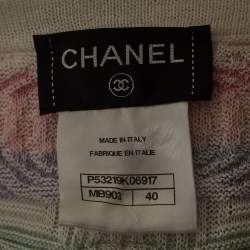 CHANEL
MADE IN ITALY
FABRIQUE EN ITALIE
P53219K06917
MB903 40